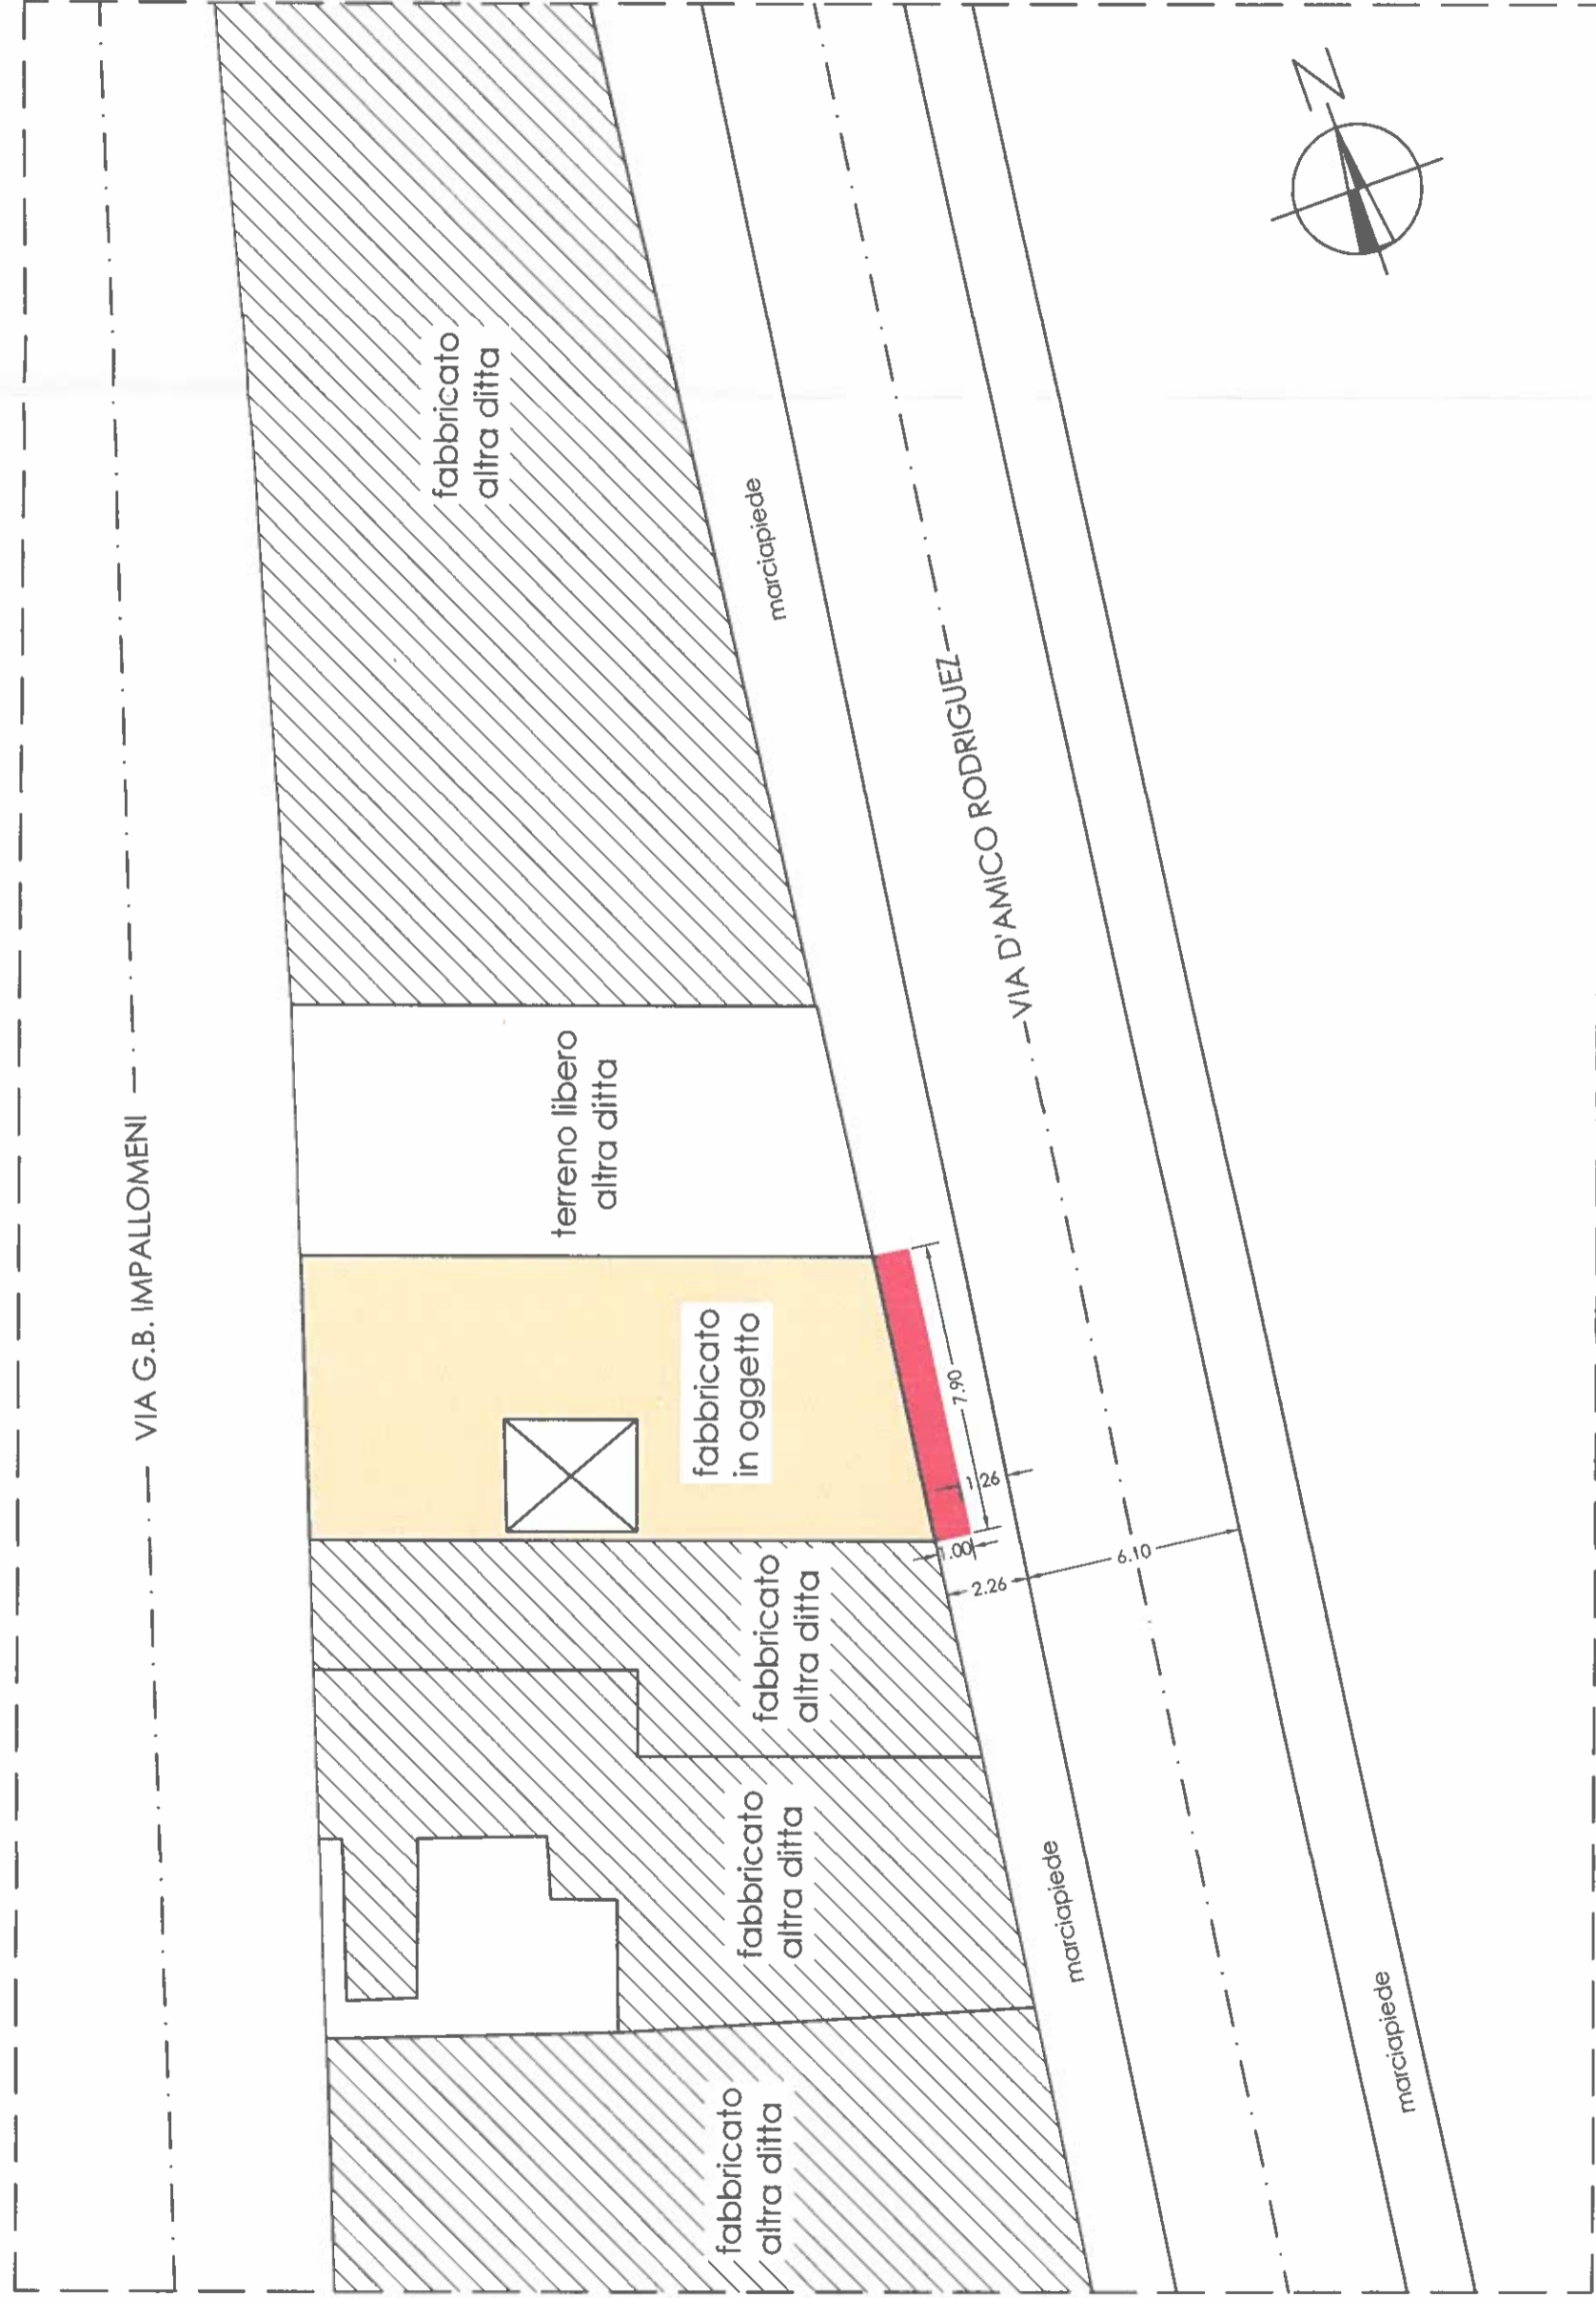 VIA G.B. IMPALLOMENI
fabbricato
altra ditta
fabbricato
altra ditta
fabbricato
altra ditta
fabbricato
in oggetto
terreno libero
altra ditta
fabbricato
altra ditta
marciapiede
marciapiede
VIA D'AMICO RODRIGUEZ
marciapiede
7.90
1.26
1.00
2.26
6.10
N